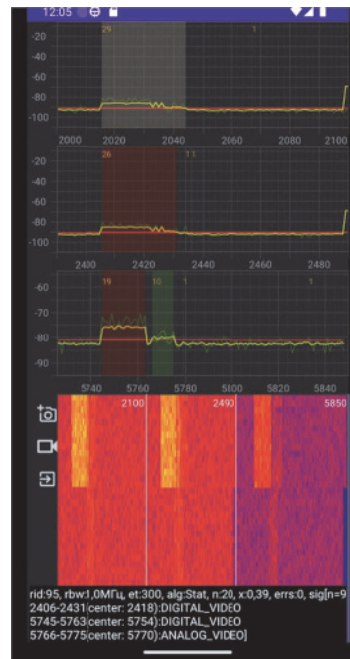 12:05
29 1
-20
-40
-60
-80
-100
2000 2020 2040 2060 2080 2100
26 11
-20
-40
-60
-80
-100
2400 2420 2440 2460 2480
19 10 1 1
-60
-70
-80
-90
5740 5760 5780 5800 5820 5840
2100 2492 5850
rid:95, rbw:1,0МГц, et:300, alg:Stat, n:20, x:0,39, errs:0, sig[n=9
2406-2431(center: 2418):DIGITAL_VIDEO
5745-5763(center: 5754):DIGITAL_VIDEO
5766-5775(center: 5770):ANALOG_VIDEO]